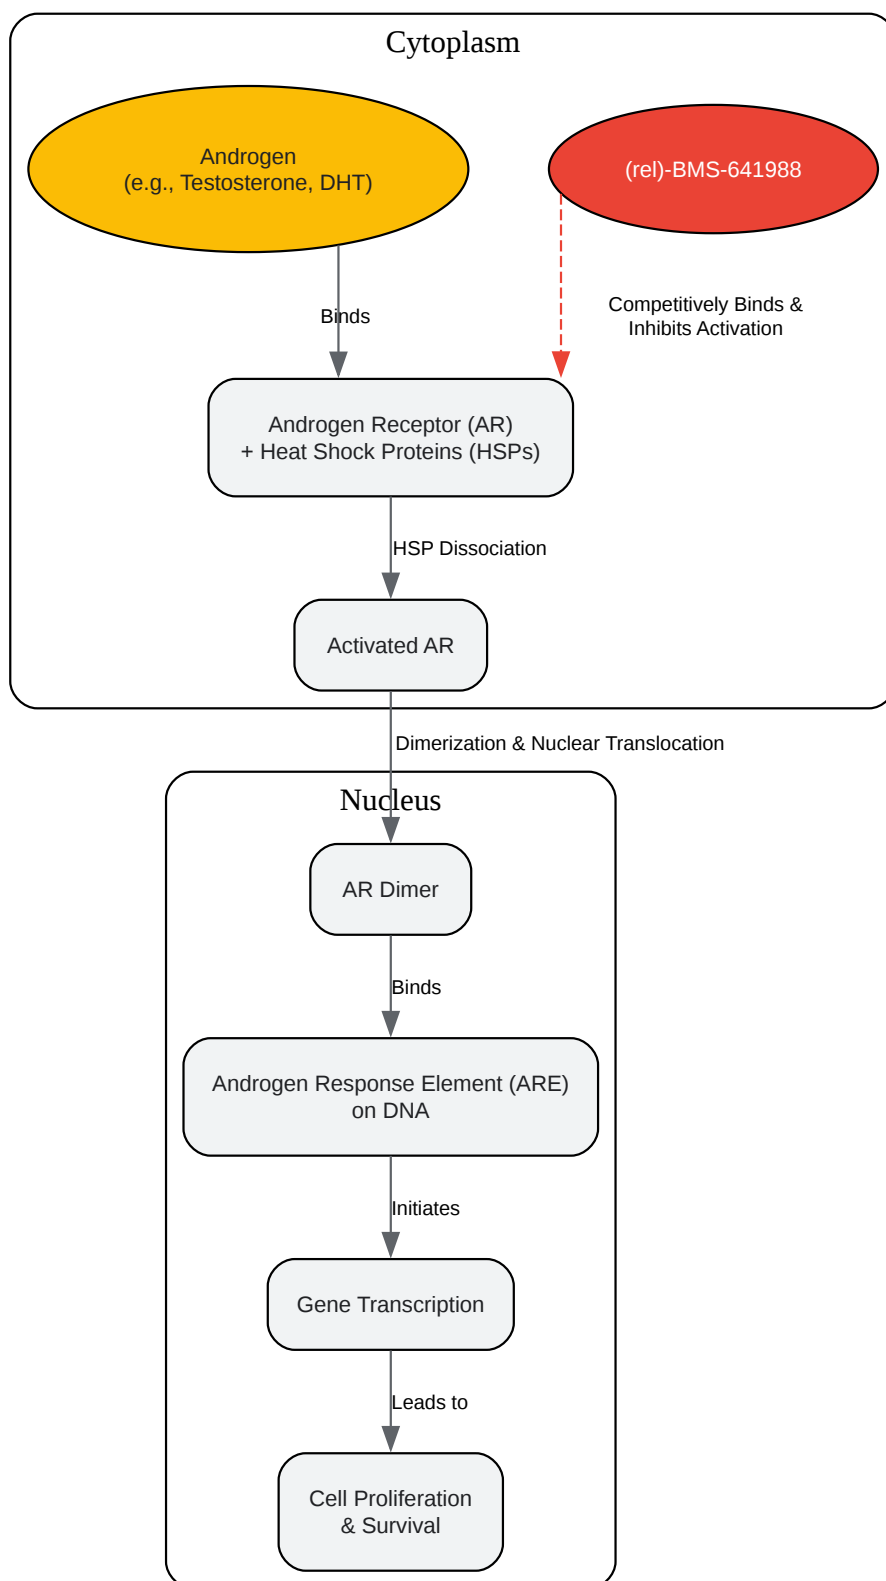 Cytoplasm
Androgen
(e.g., Testosterone, DHT)
(rel)-BMS-641988
Binds
Competitively Binds &
Inhibits Activation
Androgen Receptor (AR)
+ Heat Shock Proteins (HSPs)
HSP Dissociation
Activated AR
Dimerization & Nuclear Translocation
Nucleus
AR Dimer
Binds
Androgen Response Element (ARE)
on DNA
Initiates
Gene Transcription
Leads to
Cell Proliferation
& Survival